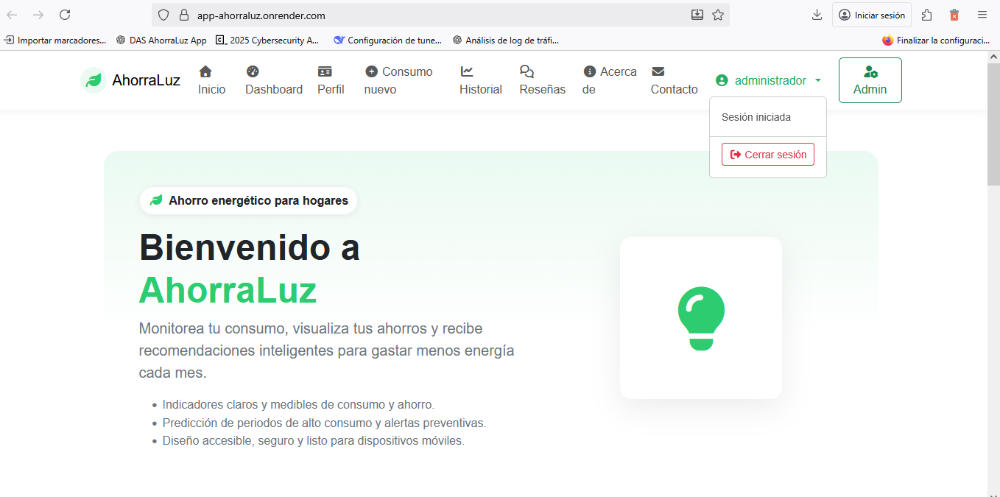 app-ahorraluz.onrender.com
Iniciar sesión
Importar marcadores...
DAS AhorraLuz App
2025 Cybersecurity A...
Configuración de tune...
Análisis de log de tráfi...
Finalizar la configuraci...
AhorraLuz
Inicio
Dashboard
Perfil
Consumo
nuevo
Historial
Reseñas
Acerca
de
Contacto
administrador
Admin
Sesión iniciada
Cerrar sesión
Ahorro energético para hogares
Bienvenido a
AhorraLuz
Monitorea tu consumo, visualiza tus ahorros y recibe
recomendaciones inteligentes para gastar menos energía
cada mes.
Indicadores claros y medibles de consumo y ahorro.
Predicción de periodos de alto consumo y alertas preventivas.
Diseño accesible, seguro y listo para dispositivos móviles.